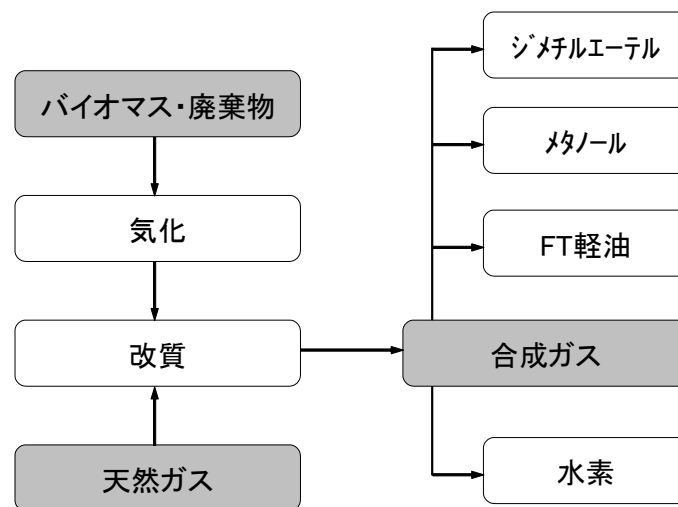 バイオマス・廃棄物
気化
改質
天然ガス
ｼﾞﾒﾁﾙｴｰﾃﾙ
ﾒﾀﾉｰﾙ
FT軽油
合成ガス
水素